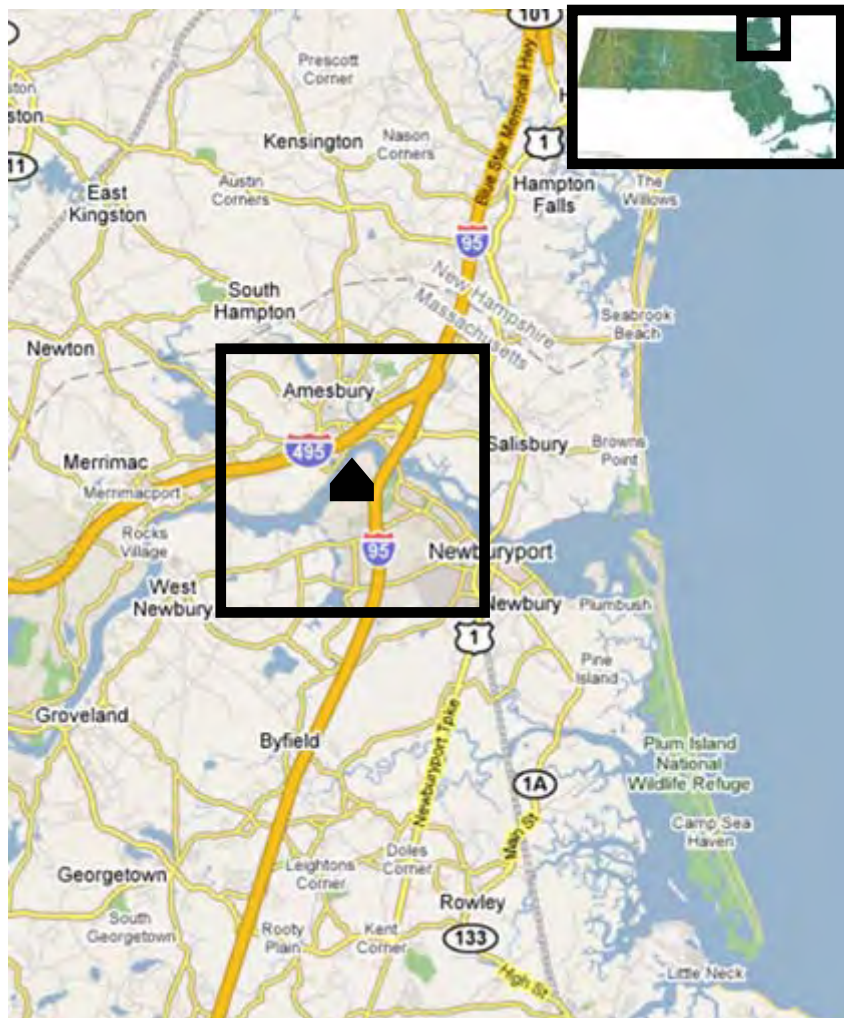 101
Prescott
Corner
ston
ston
Kensington
Nason
Corners
Blue Star Memorial Hwy
1
11
East
Kingston
Austin
Corners
Hampton
Falls
The
Willows
95
New Hampshire
Massachusetts
South
Hampton
Seabrook
Beach
Newton
Amesbury
495
Salisbury
Browns
Point
Merrimac
Merrimacport
Rocks
Village
95
Newburyport
West
Newbury
Newbury
Plumbush
1
Pine
Island
Groveland
Byfield
Newburyport Tpke
Plum Island
National
Wildlife Refuge
1A
Main St
Camp Sea
Haven
Doles
Corner
Leightons
Corner
Georgetown
Rowley
South
Georgetown
Rooty
Plain
Kent
Corner
133
High St
Little Neck